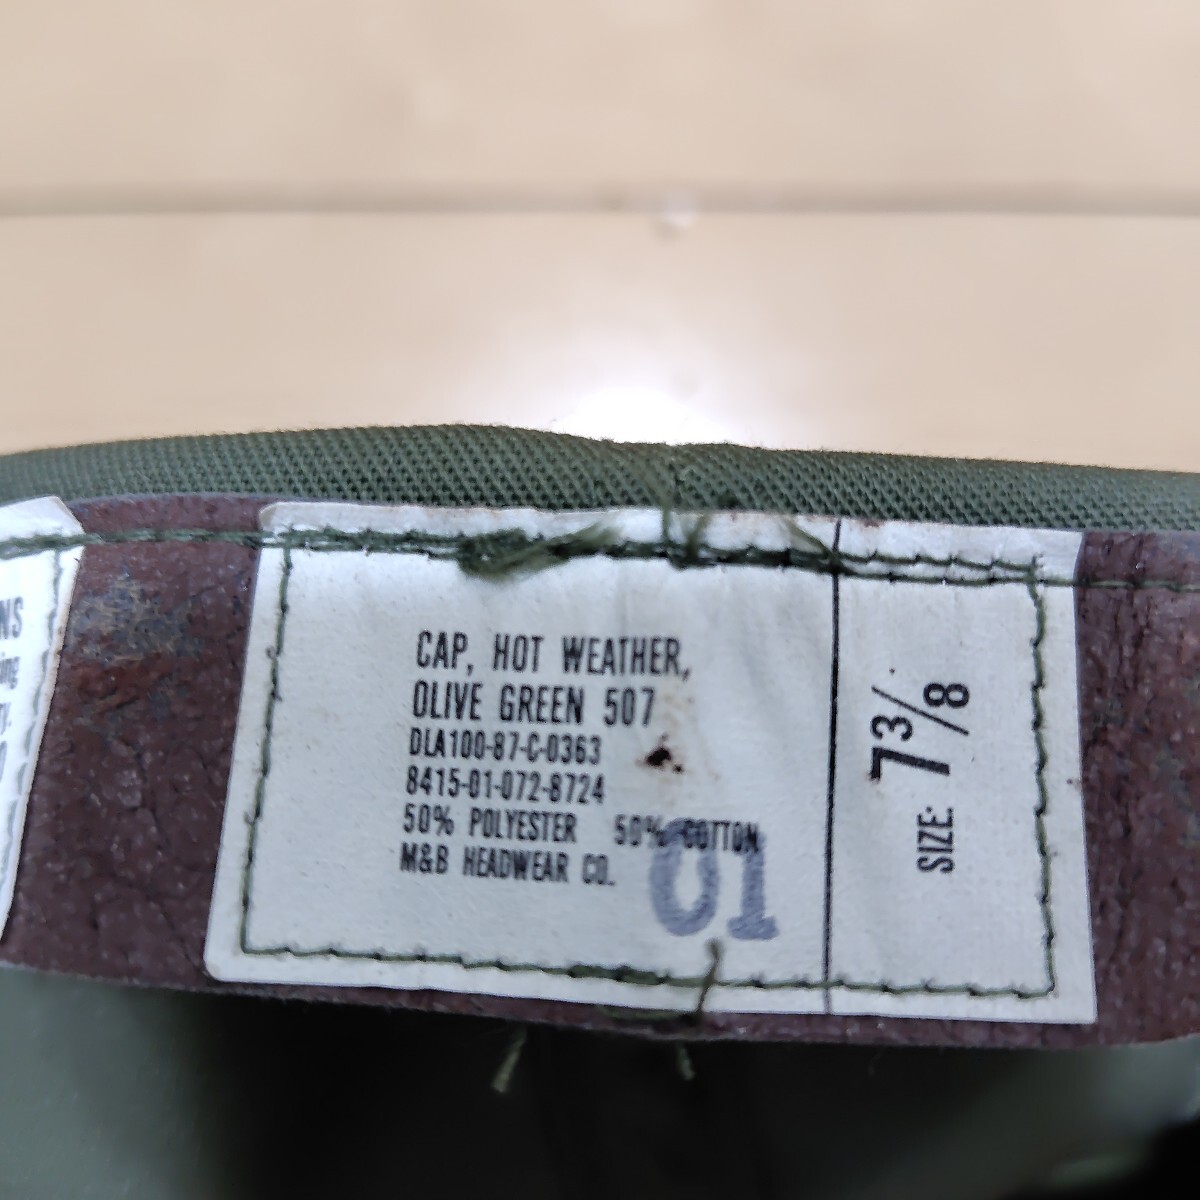 NS
ing
CAP, HOT WEATHER,
OLIVE GREEN 507
DLA100-87-C-0363
8415-01-072-8724
50% POLYESTER 50% COTTON
M&B HEADWEAR CO.
01
SIZE: 7 3/8